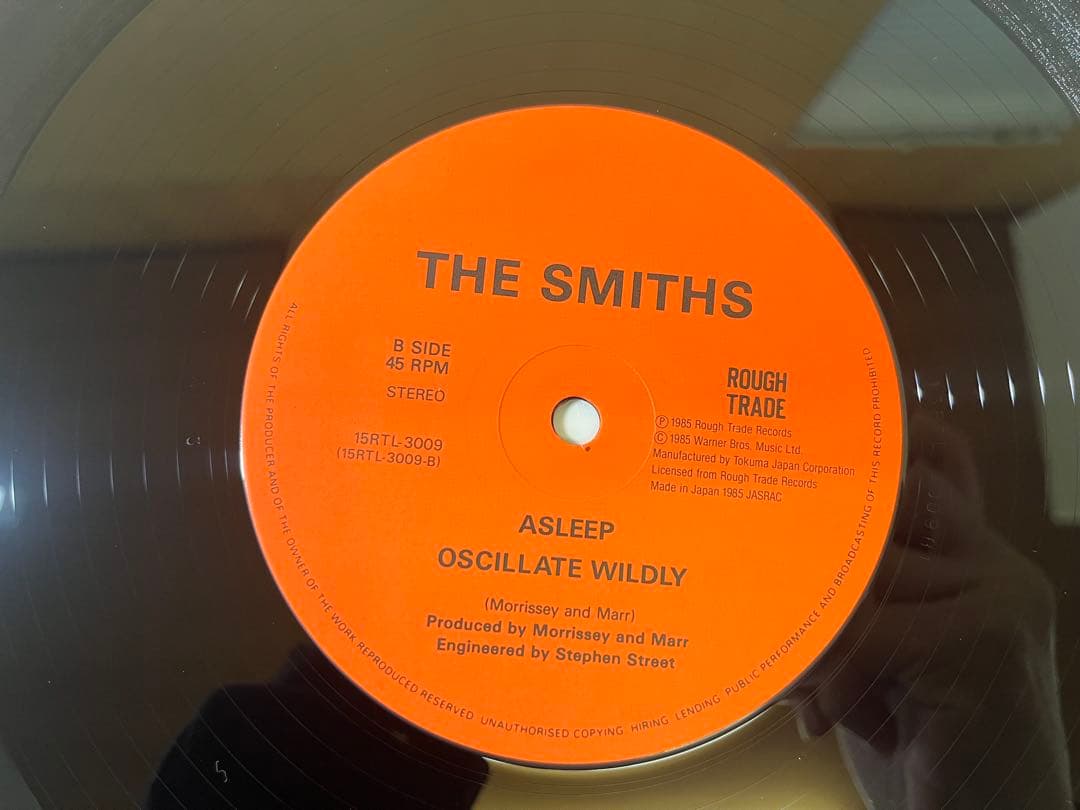 THE SMITHS
B SIDE
45 RPM
STEREO
15RTL-3009
(15RTL-3009-B)
ROUGH
TRADE
Ⓟ 1985 Rough Trade Records
© 1985 Warner Bros. Music Ltd.
Manufactured by Tokuma Japan Corporation
Licensed from Rough Trade Records
Made in Japan 1985 JASRAC
ASLEEP
OSCILLATE WILDLY
(Morrissey and Marr)
Produced by Morrissey and Marr
Engineered by Stephen Street
ALL RIGHTS OF THE PRODUCER AND OF THE OWNER OF THE WORK REPRODUCED RESERVED UNAUTHORISED COPYING HIRING LENDING PUBLIC PERFORMANCE AND BROADCASTING OF THIS RECORD PROHIBITED